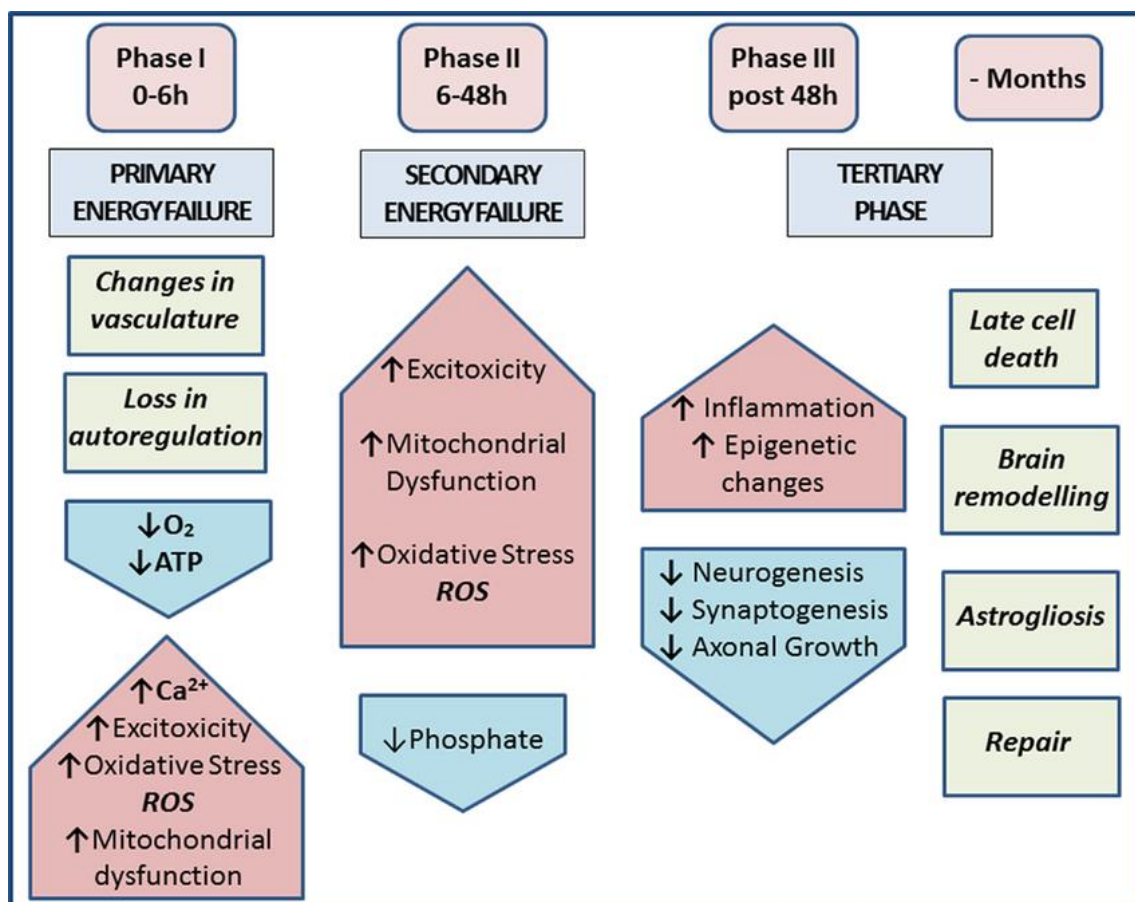 Phase I
0-6h
Phase II
6-48h
Phase III
post 48h
- Months
PRIMARY
ENERGY FAILURE
SECONDARY
ENERGY FAILURE
TERTIARY
PHASE
Changes in
vasculature
Loss in
autoregulation
↓O₂
↓ATP
↑Ca²⁺
↑Excitoxicity
↑Oxidative Stress
ROS
↑Mitochondrial
dysfunction
↑Excitoxicity
↑Mitochondrial
Dysfunction
↑Oxidative Stress
ROS
↓Phosphate
↑ Inflammation
↑ Epigenetic
changes
↓ Neurogenesis
↓ Synaptogenesis
↓ Axonal Growth
Late cell
death
Brain
remodelling
Astrogliosis
Repair